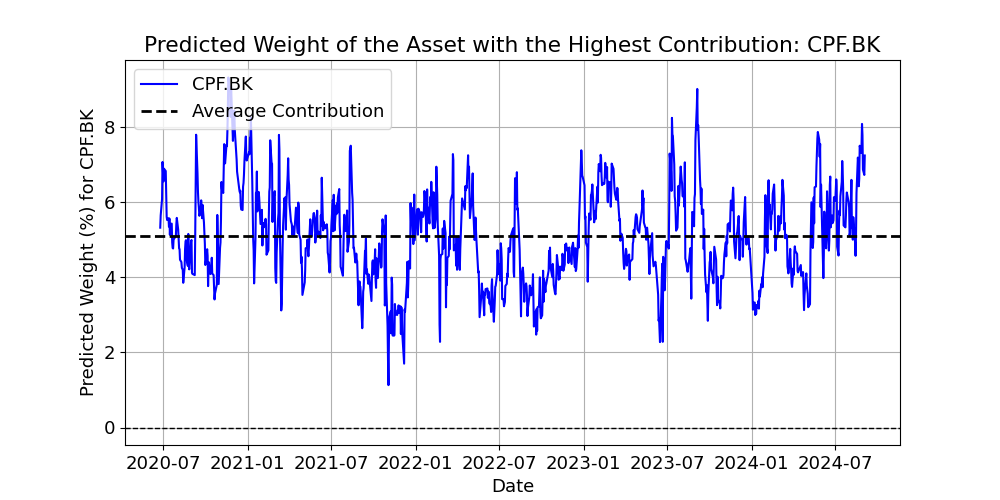 Predicted Weight of the Asset with the Highest Contribution: CPF.BK
CPF.BK
Average Contribution
Predicted Weight (%) for CPF.BK
8
6
4
2
0
2020-07 2021-01 2021-07 2022-01 2022-07 2023-01 2023-07 2024-01 2024-07
Date